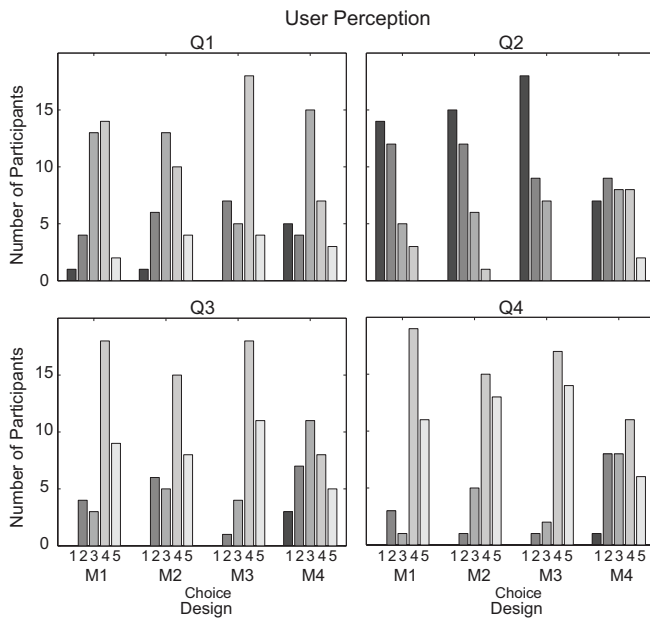 User Perception
Q1 Q2
Number of Participants
15
10
5
0
Q3 Q4
Number of Participants
15
10
5
0
1 2 3 4 5 1 2 3 4 5 1 2 3 4 5 1 2 3 4 5 1 2 3 4 5 1 2 3 4 5 1 2 3 4 5 1 2 3 4 5
M1 M2 M3 M4 M1 M2 M3 M4
Choice
Design